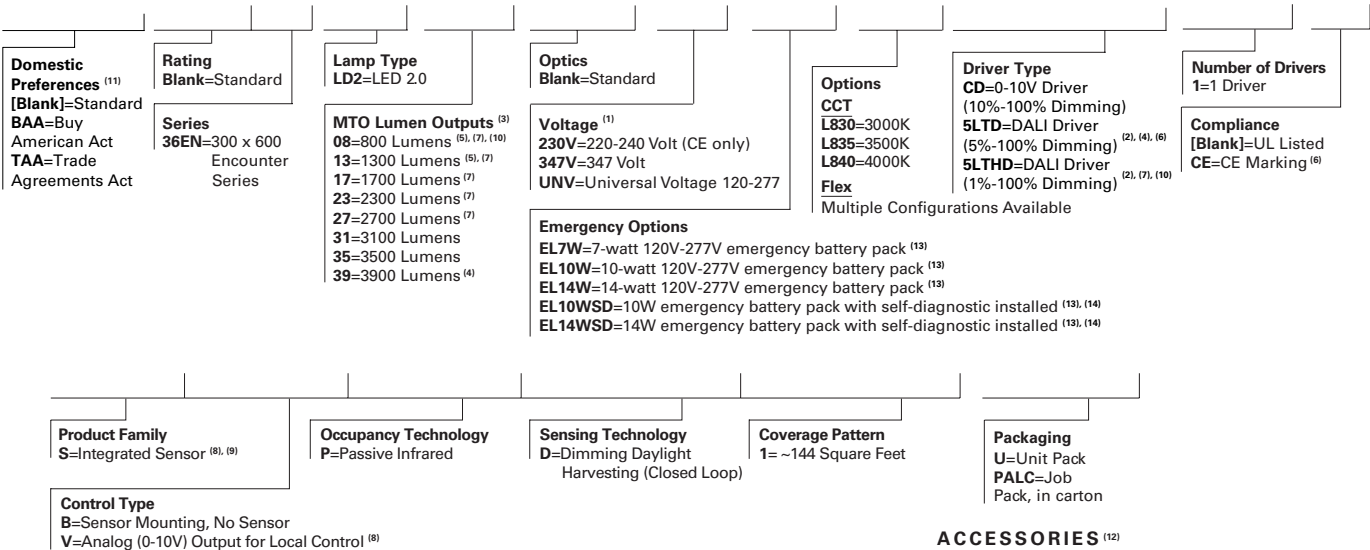 Domestic
Preferences (11)
[Blank]=Standard
BAA=Buy
American Act
TAA=Trade
Agreements Act
Rating
Blank=Standard
Series
36EN=300 x 600
Encounter
Series
Lamp Type
LD2=LED 2.0
MTO Lumen Outputs (3)
08=800 Lumens (5), (7), (10)
13=1300 Lumens (5), (7)
17=1700 Lumens (7)
23=2300 Lumens (7)
27=2700 Lumens (7)
31=3100 Lumens
35=3500 Lumens
39=3900 Lumens (4)
Optics
Blank=Standard
Voltage (1)
230V=220-240 Volt (CE only)
347V=347 Volt
UNV=Universal Voltage 120-277
Emergency Options
EL7W=7-watt 120V-277V emergency battery pack (13)
EL10W=10-watt 120V-277V emergency battery pack (13)
EL14W=14-watt 120V-277V emergency battery pack (13)
EL10WSD=10W emergency battery pack with self-diagnostic installed (13), (14)
EL14WSD=14W emergency battery pack with self-diagnostic installed (13), (14)
Options
CCT
L830=3000K
L835=3500K
L840=4000K
Flex
Multiple Configurations Available
Driver Type
CD=0-10V Driver
(10%-100% Dimming)
5LTD=DALI Driver
(5%-100% Dimming) (2), (4), (6)
5LTHD=DALI Driver
(1%-100% Dimming) (2), (7), (10)
Number of Drivers
1=1 Driver
Compliance
[Blank]=UL Listed
CE=CE Marking (6)
Product Family
S=Integrated Sensor (8), (9)
Control Type
B=Sensor Mounting, No Sensor
V=Analog (0-10V) Output for Local Control (8)
Occupancy Technology
P=Passive Infrared
Sensing Technology
D=Dimming Daylight
Harvesting (Closed Loop)
Coverage Pattern
1= ~144 Square Feet
Packaging
U=Unit Pack
PALC=Job
Pack, in carton
ACCESSORIES (12)